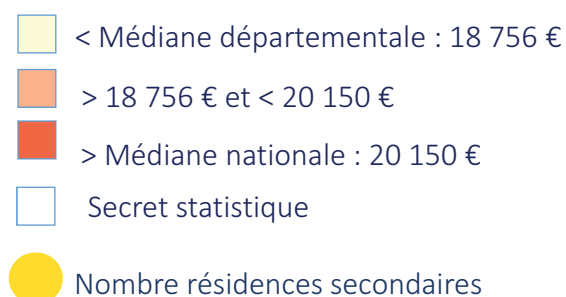 < Médiane départementale : 18 756 €
> 18 756 € et < 20 150 €
> Médiane nationale : 20 150 €
Secret statistique
Nombre résidences secondaires